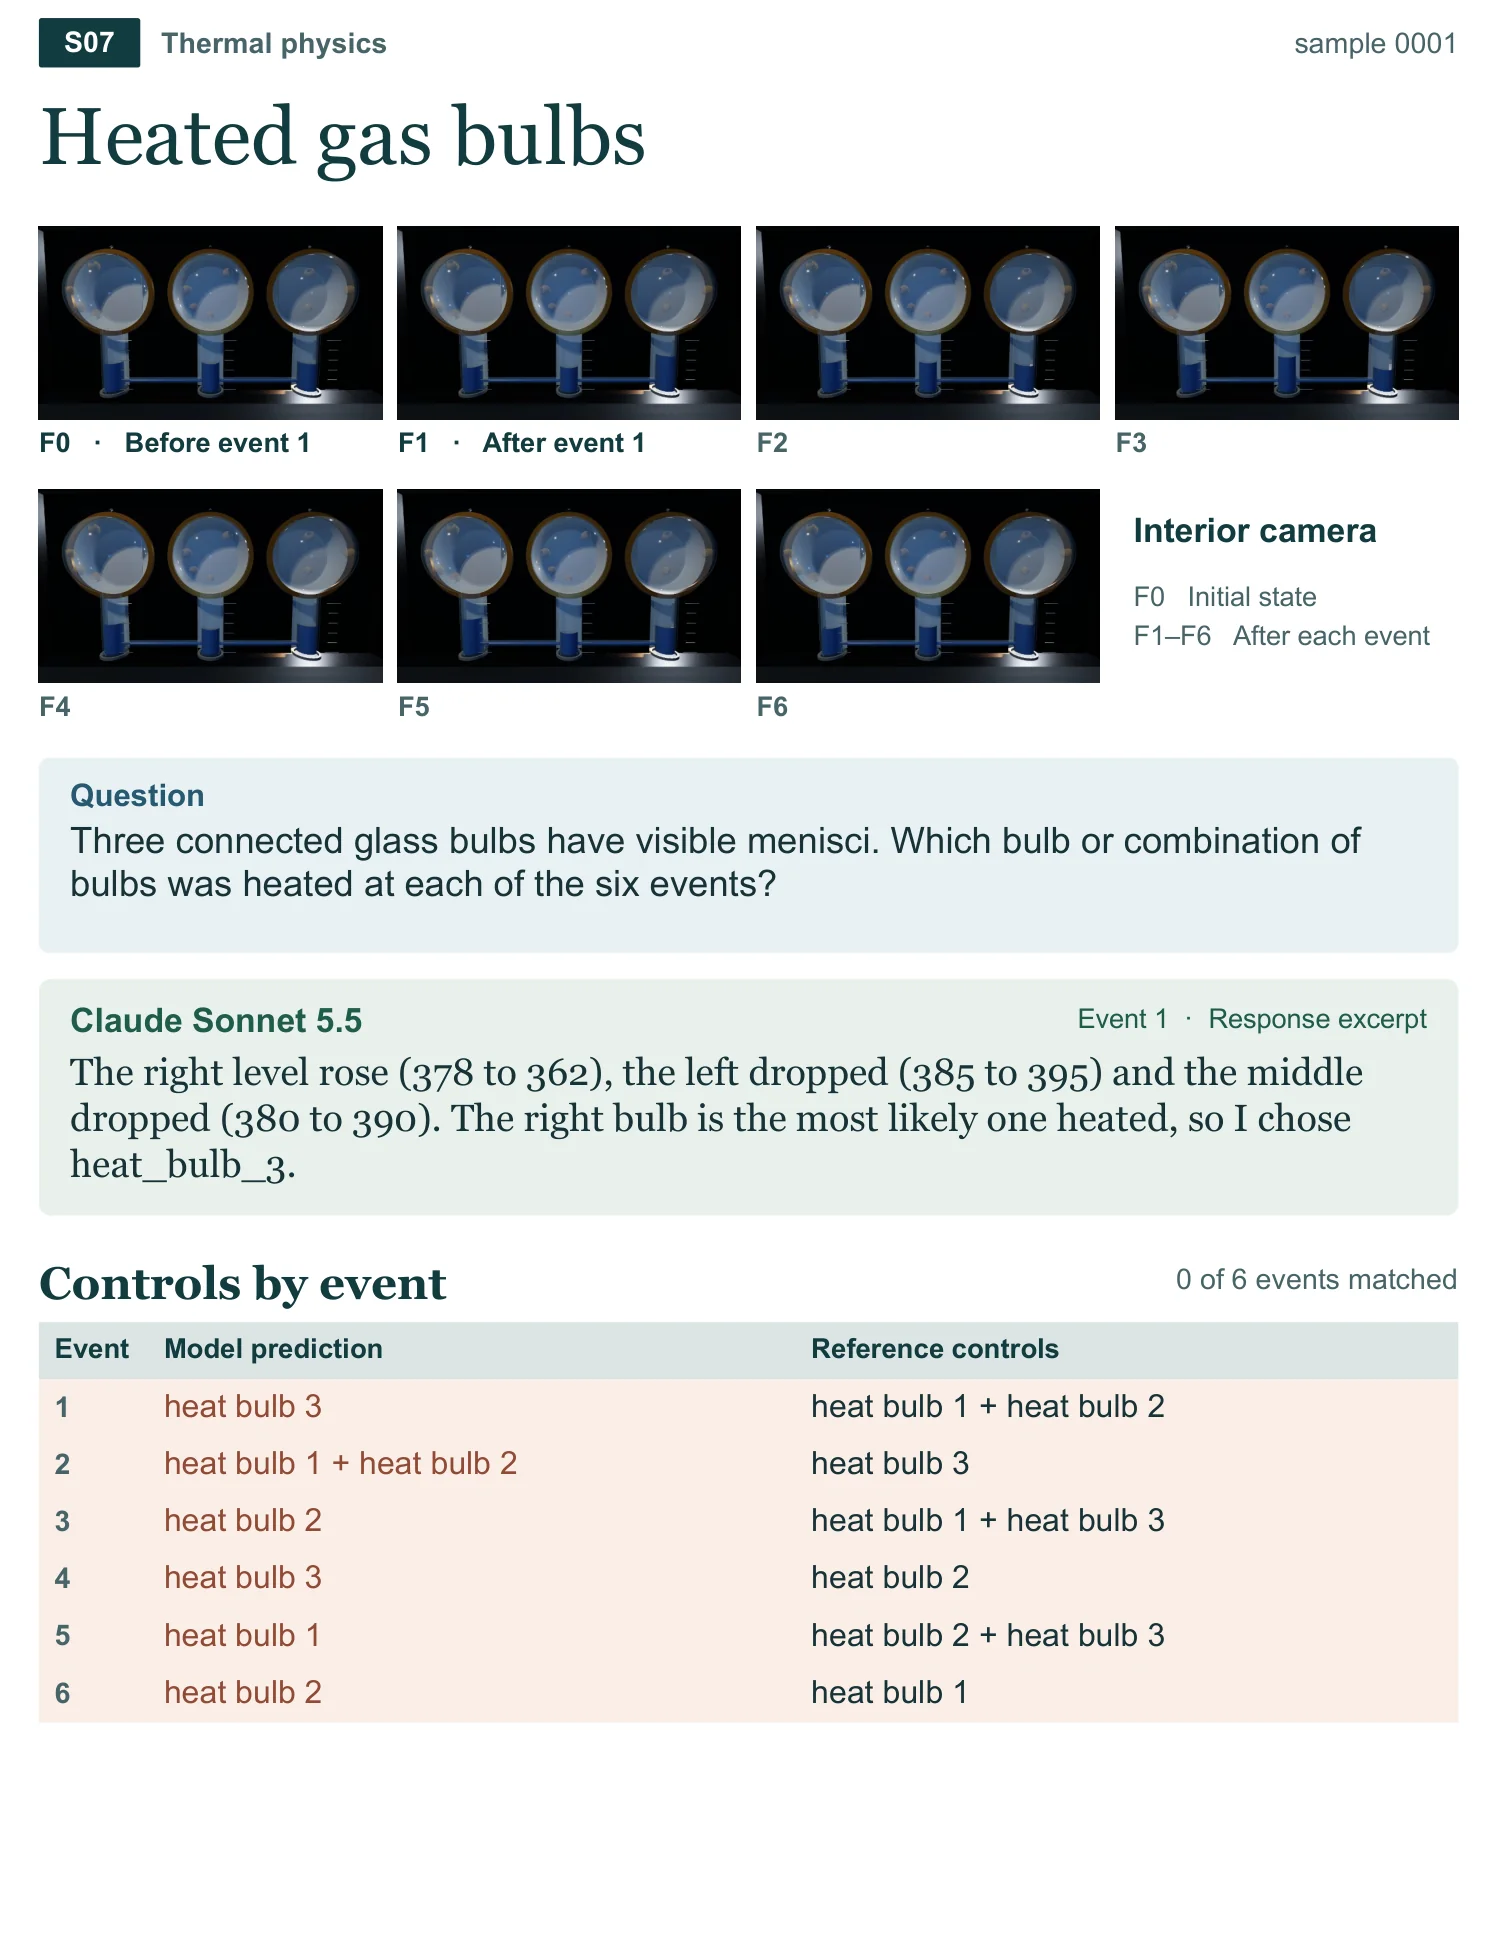 S07 Thermal physics sample 0001
Heated gas bulbs
F0 · Before event 1
F1 · After event 1
F2
F3
F4
F5
F6
Interior camera
F0 Initial state
F1–F6 After each event
Question
Three connected glass bulbs have visible menisci. Which bulb or combination of
bulbs was heated at each of the six events?
Claude Sonnet 5.5 Event 1 · Response excerpt
The right level rose (378 to 362), the left dropped (385 to 395) and the middle
dropped (380 to 390). The right bulb is the most likely one heated, so I chose
heat_bulb_3.
Controls by event 0 of 6 events matched
Event Model prediction Reference controls
1 heat bulb 3 heat bulb 1 + heat bulb 2
2 heat bulb 1 + heat bulb 2 heat bulb 3
3 heat bulb 2 heat bulb 1 + heat bulb 3
4 heat bulb 3 heat bulb 2
5 heat bulb 1 heat bulb 2 + heat bulb 3
6 heat bulb 2 heat bulb 1